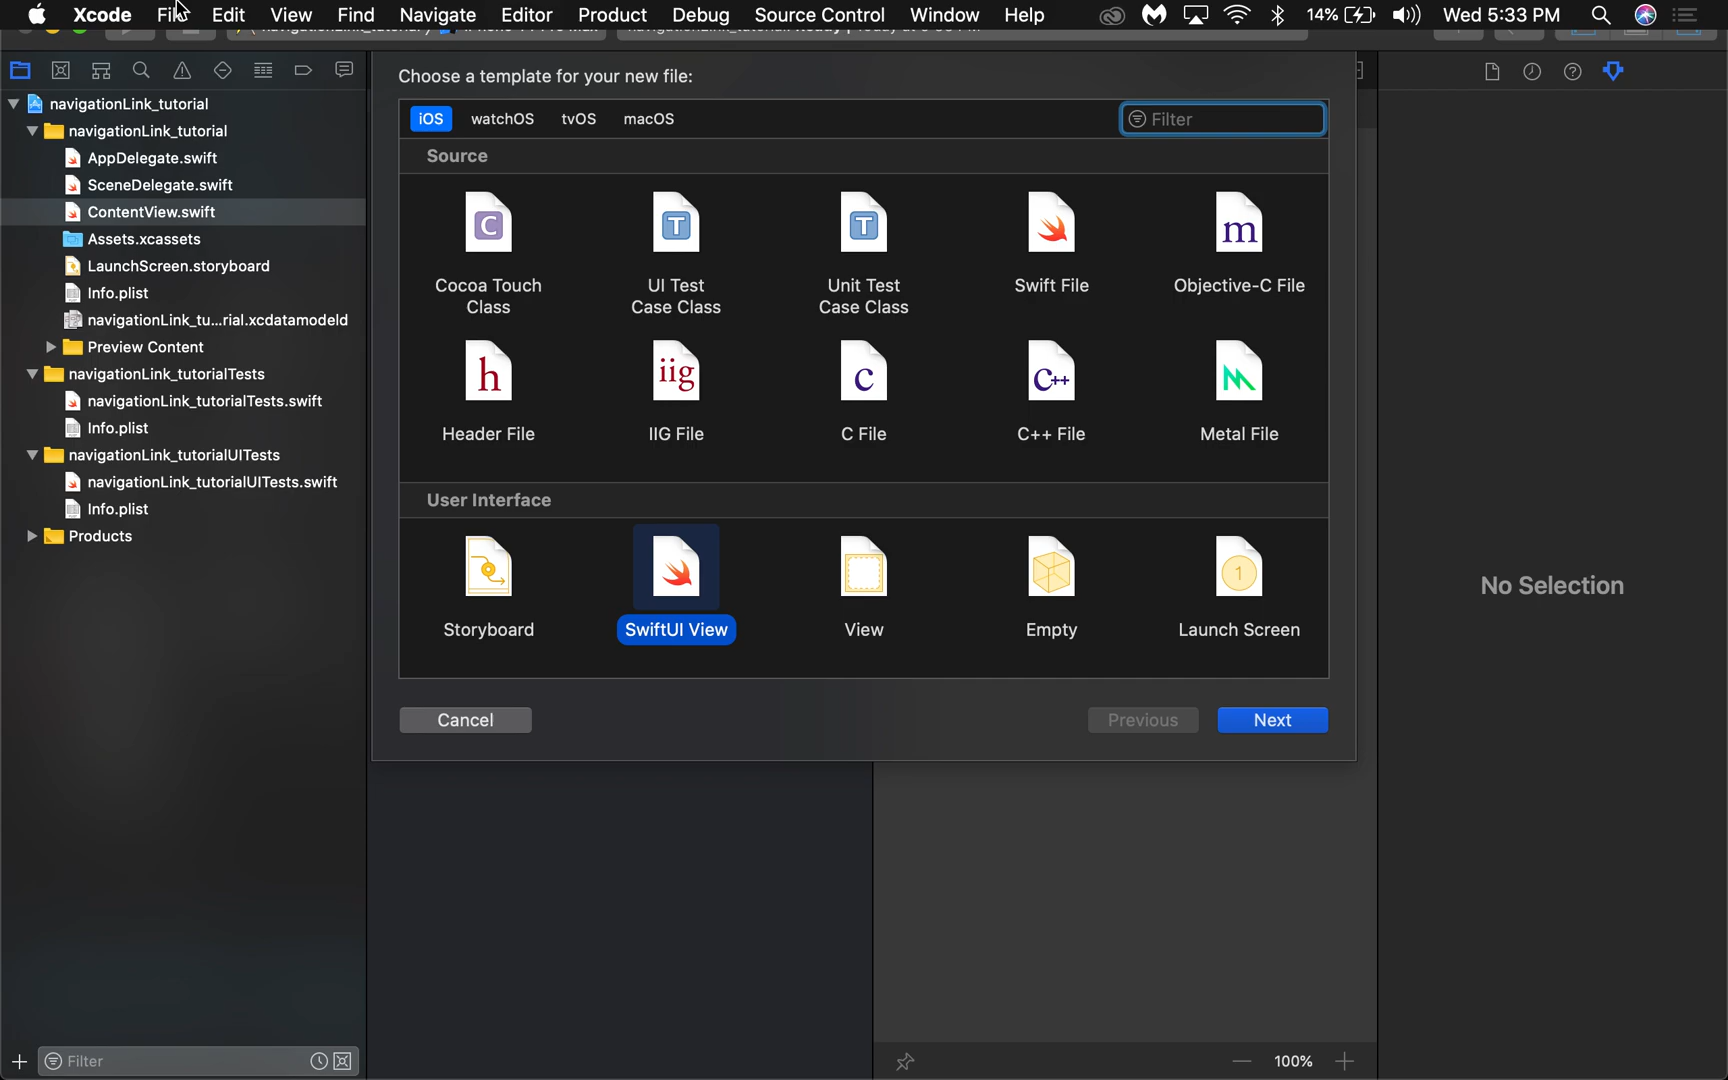 Xcode File Edit View Find Navigate Editor Product Debug Source Control Window Help 14% Wed 5:33 PM
Choose a template for your new file:
iOS watchOS tvOS macOS Filter
Source
C T T m
Cocoa Touch Class
UI Test Case Class
Unit Test Case Class
Swift File
Objective-C File
h iig c C++
Header File
IIG File
C File
C++ File
Metal File
User Interface
1
Storyboard
SwiftUI View
View
Empty
Launch Screen
Cancel Previous Next
navigationLink_tutorial
navigationLink_tutorial
AppDelegate.swift
SceneDelegate.swift
ContentView.swift
Assets.xcassets
LaunchScreen.storyboard
Info.plist
navigationLink_tu...rial.xcdatamodeld
Preview Content
navigationLink_tutorialTests
navigationLink_tutorialTests.swift
Info.plist
navigationLink_tutorialUITests
navigationLink_tutorialUITests.swift
Info.plist
Products
No Selection
Filter
100%